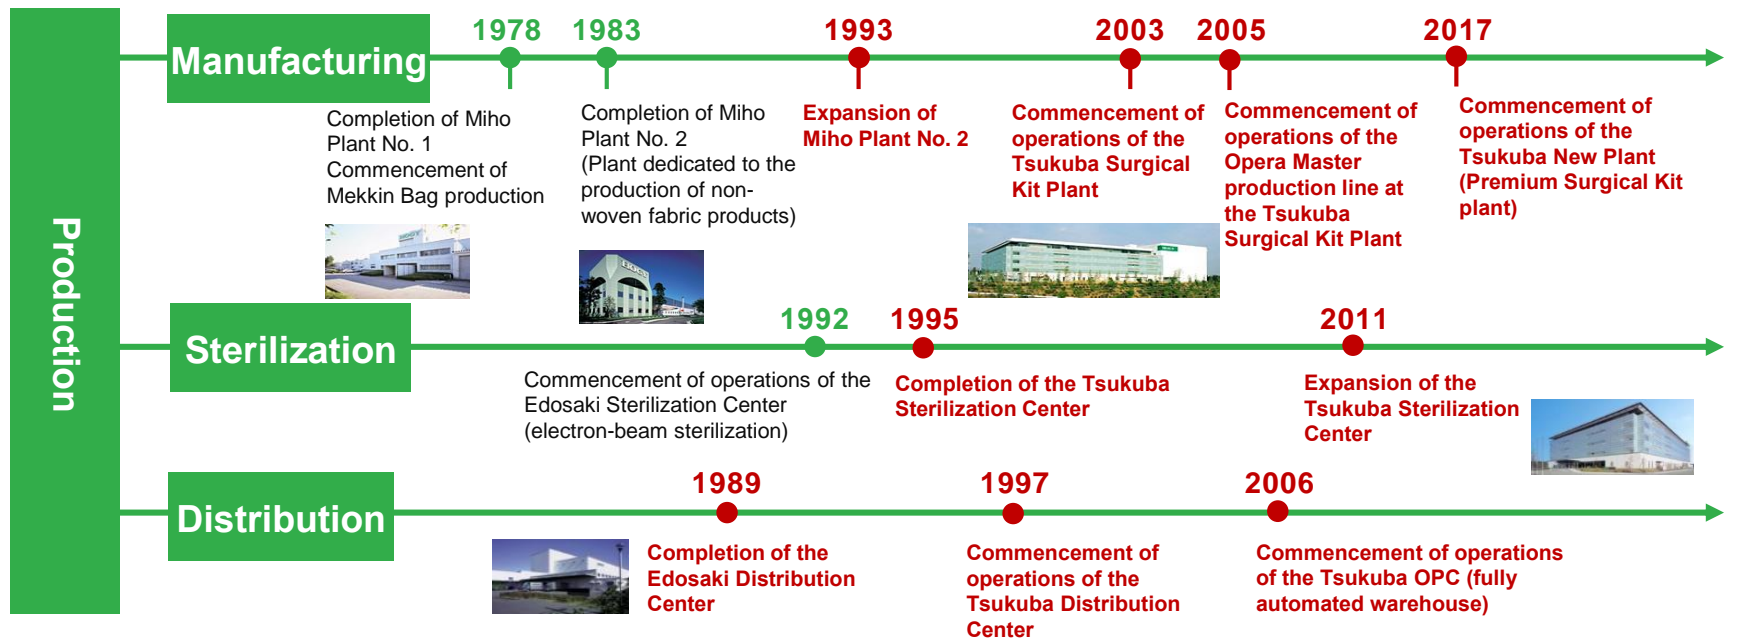 Production
Manufacturing
1978
Completion of Miho
Plant No. 1
Commencement of
Mekkin Bag production
1983
Completion of Miho
Plant No. 2
(Plant dedicated to the
production of non-
woven fabric products)
1993
Expansion of
Miho Plant No. 2
2003
Commencement of
operations of the
Tsukuba Surgical
Kit Plant
2005
Commencement of
operations of the
Opera Master
production line at
the Tsukuba
Surgical Kit Plant
2017
Commencement of
operations of the
Tsukuba New Plant
(Premium Surgical Kit
plant)
Sterilization
1992
Commencement of operations of the
Edosaki Sterilization Center
(electron-beam sterilization)
1995
Completion of the Tsukuba
Sterilization Center
2011
Expansion of the
Tsukuba Sterilization
Center
Distribution
1989
Completion of the
Edosaki Distribution
Center
1997
Commencement of
operations of the
Tsukuba Distribution
Center
2006
Commencement of operations
of the Tsukuba OPC (fully
automated warehouse)